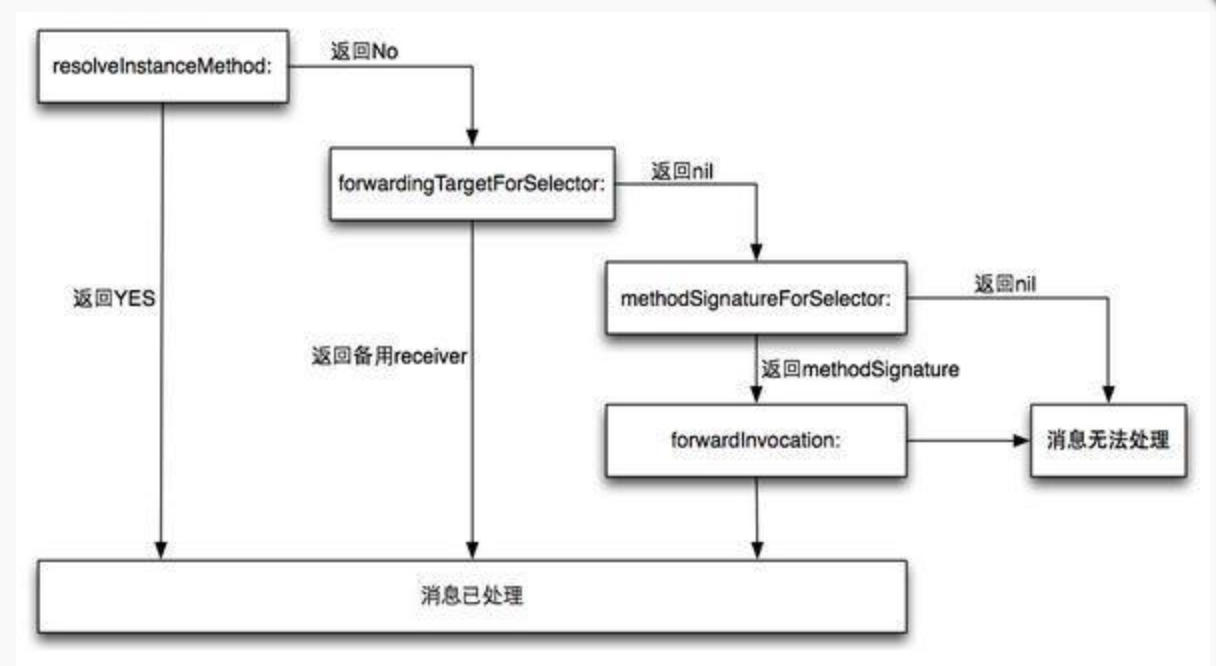 resolveInstanceMethod:
返回No
forwardingTargetForSelector:
返回nil
返回YES
返回备用receiver
methodSignatureForSelector:
返回nil
返回methodSignature
forwardInvocation:
消息无法处理
消息已处理